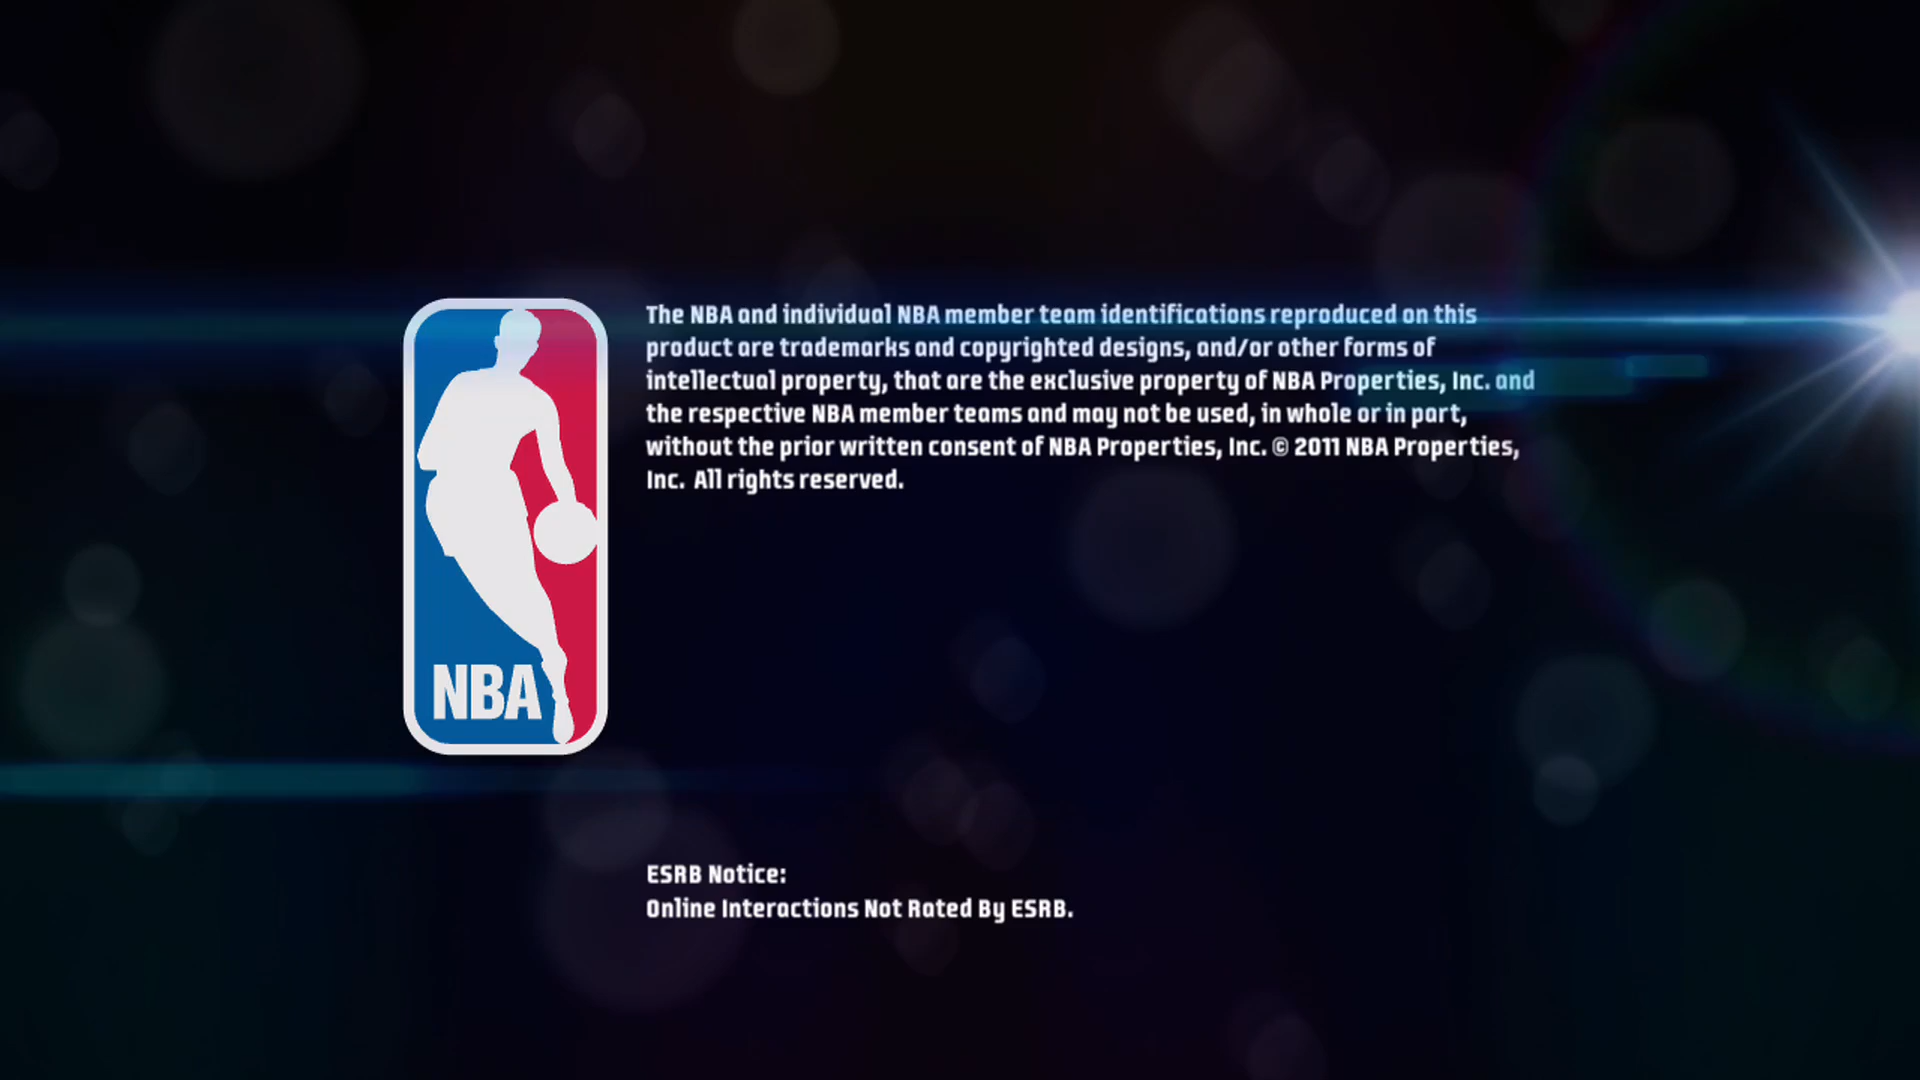 The NBA and individual NBA member team identifications reproduced on this
product are trademarks and copyrighted designs, and/or other forms of
intellectual property, that are the exclusive property of NBA Properties, Inc. and
the respective NBA member teams and may not be used, in whole or in part,
without the prior written consent of NBA Properties, Inc. © 2011 NBA Properties,
Inc. All rights reserved.
NBA
ESRB Notice:
Online Interactions Not Rated By ESRB.